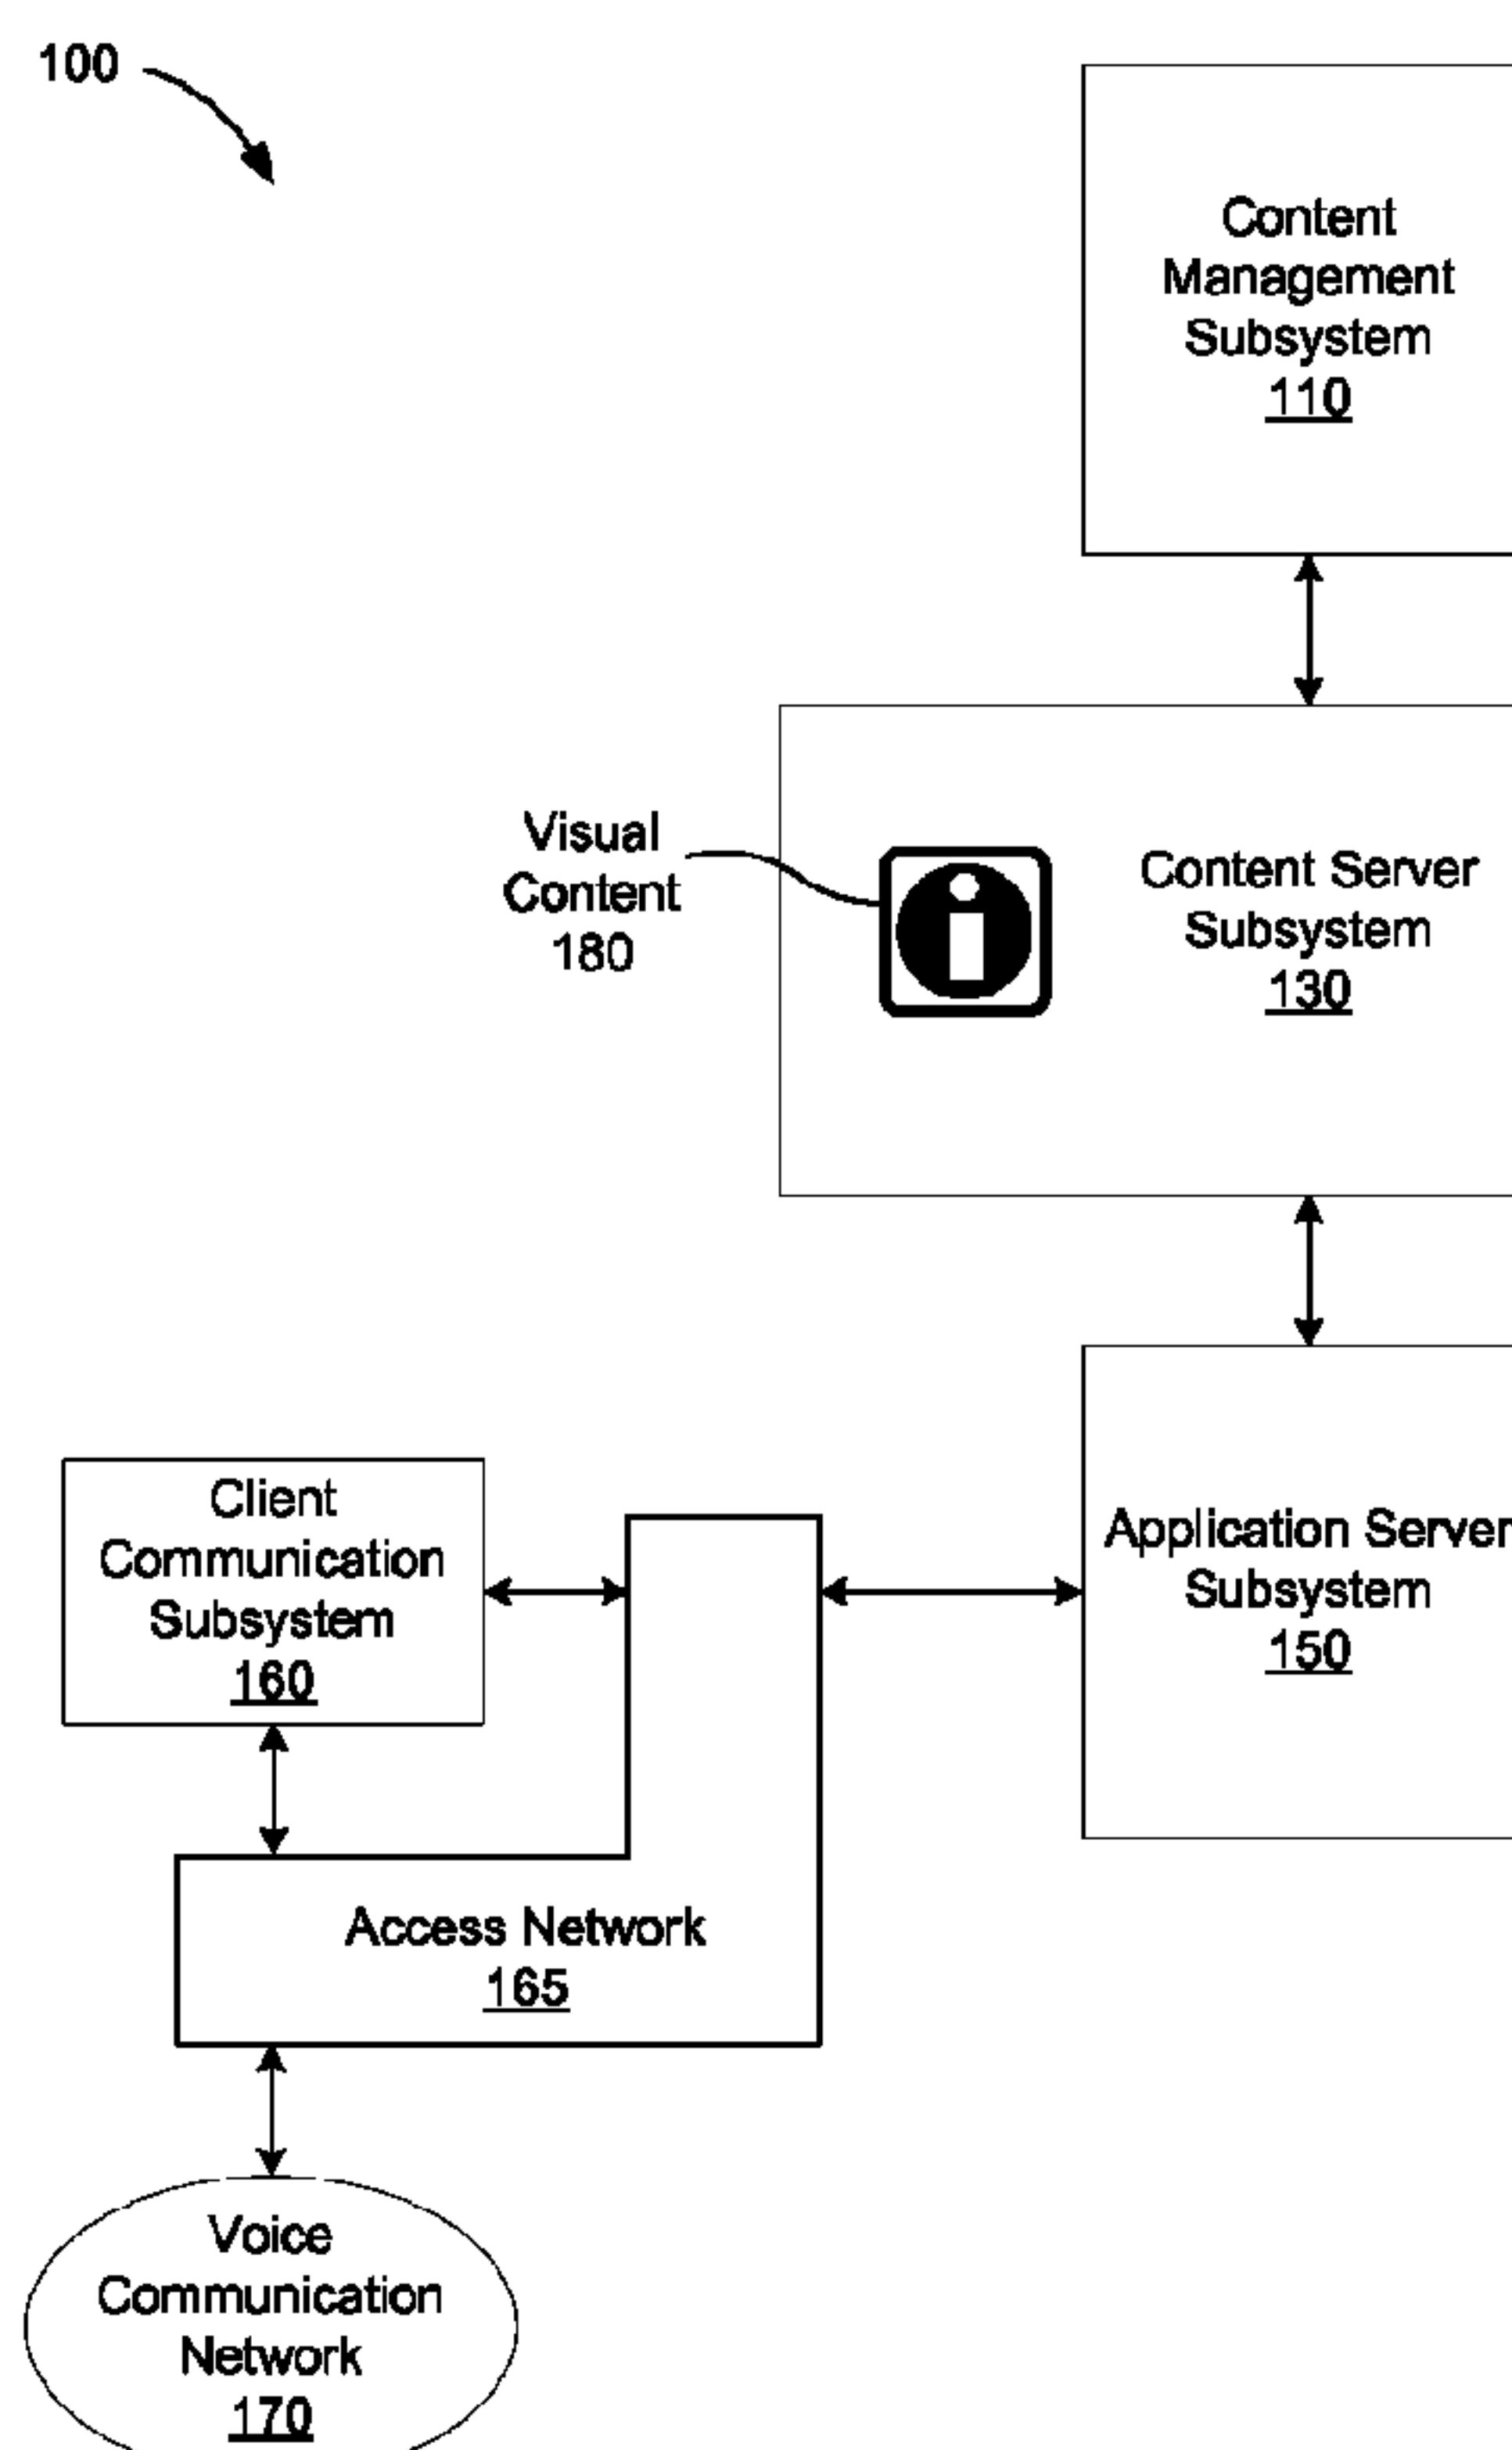 100
Content
Management
Subsystem
110
Visual
Content
180
Content Server
Subsystem
130
Client
Communication
Subsystem
160
Application Server
Subsystem
150
Access Network
165
Voice
Communication
Network
170